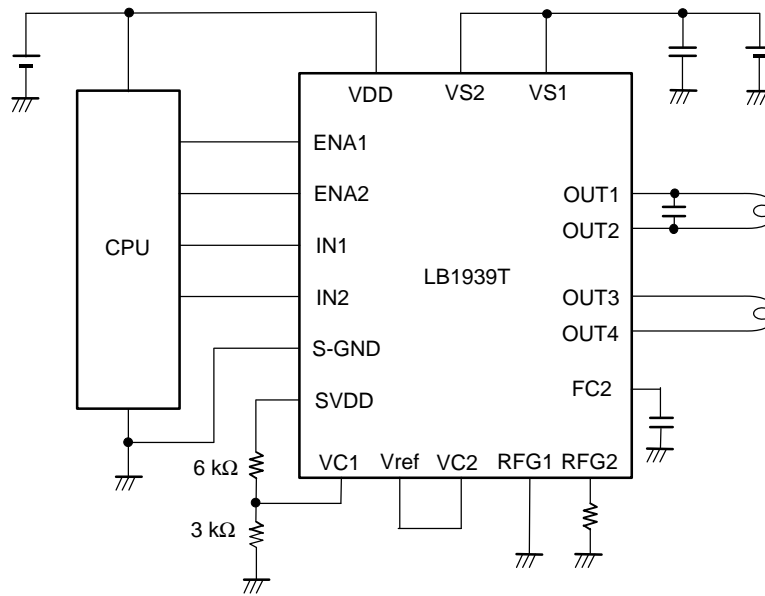 VDD
VS2
VS1
ENA1
ENA2
IN1
IN2
S-GND
SVDD
CPU
LB1939T
OUT1
OUT2
OUT3
OUT4
FC2
6 kΩ
3 kΩ
VC1
Vref
VC2
RFG1
RFG2